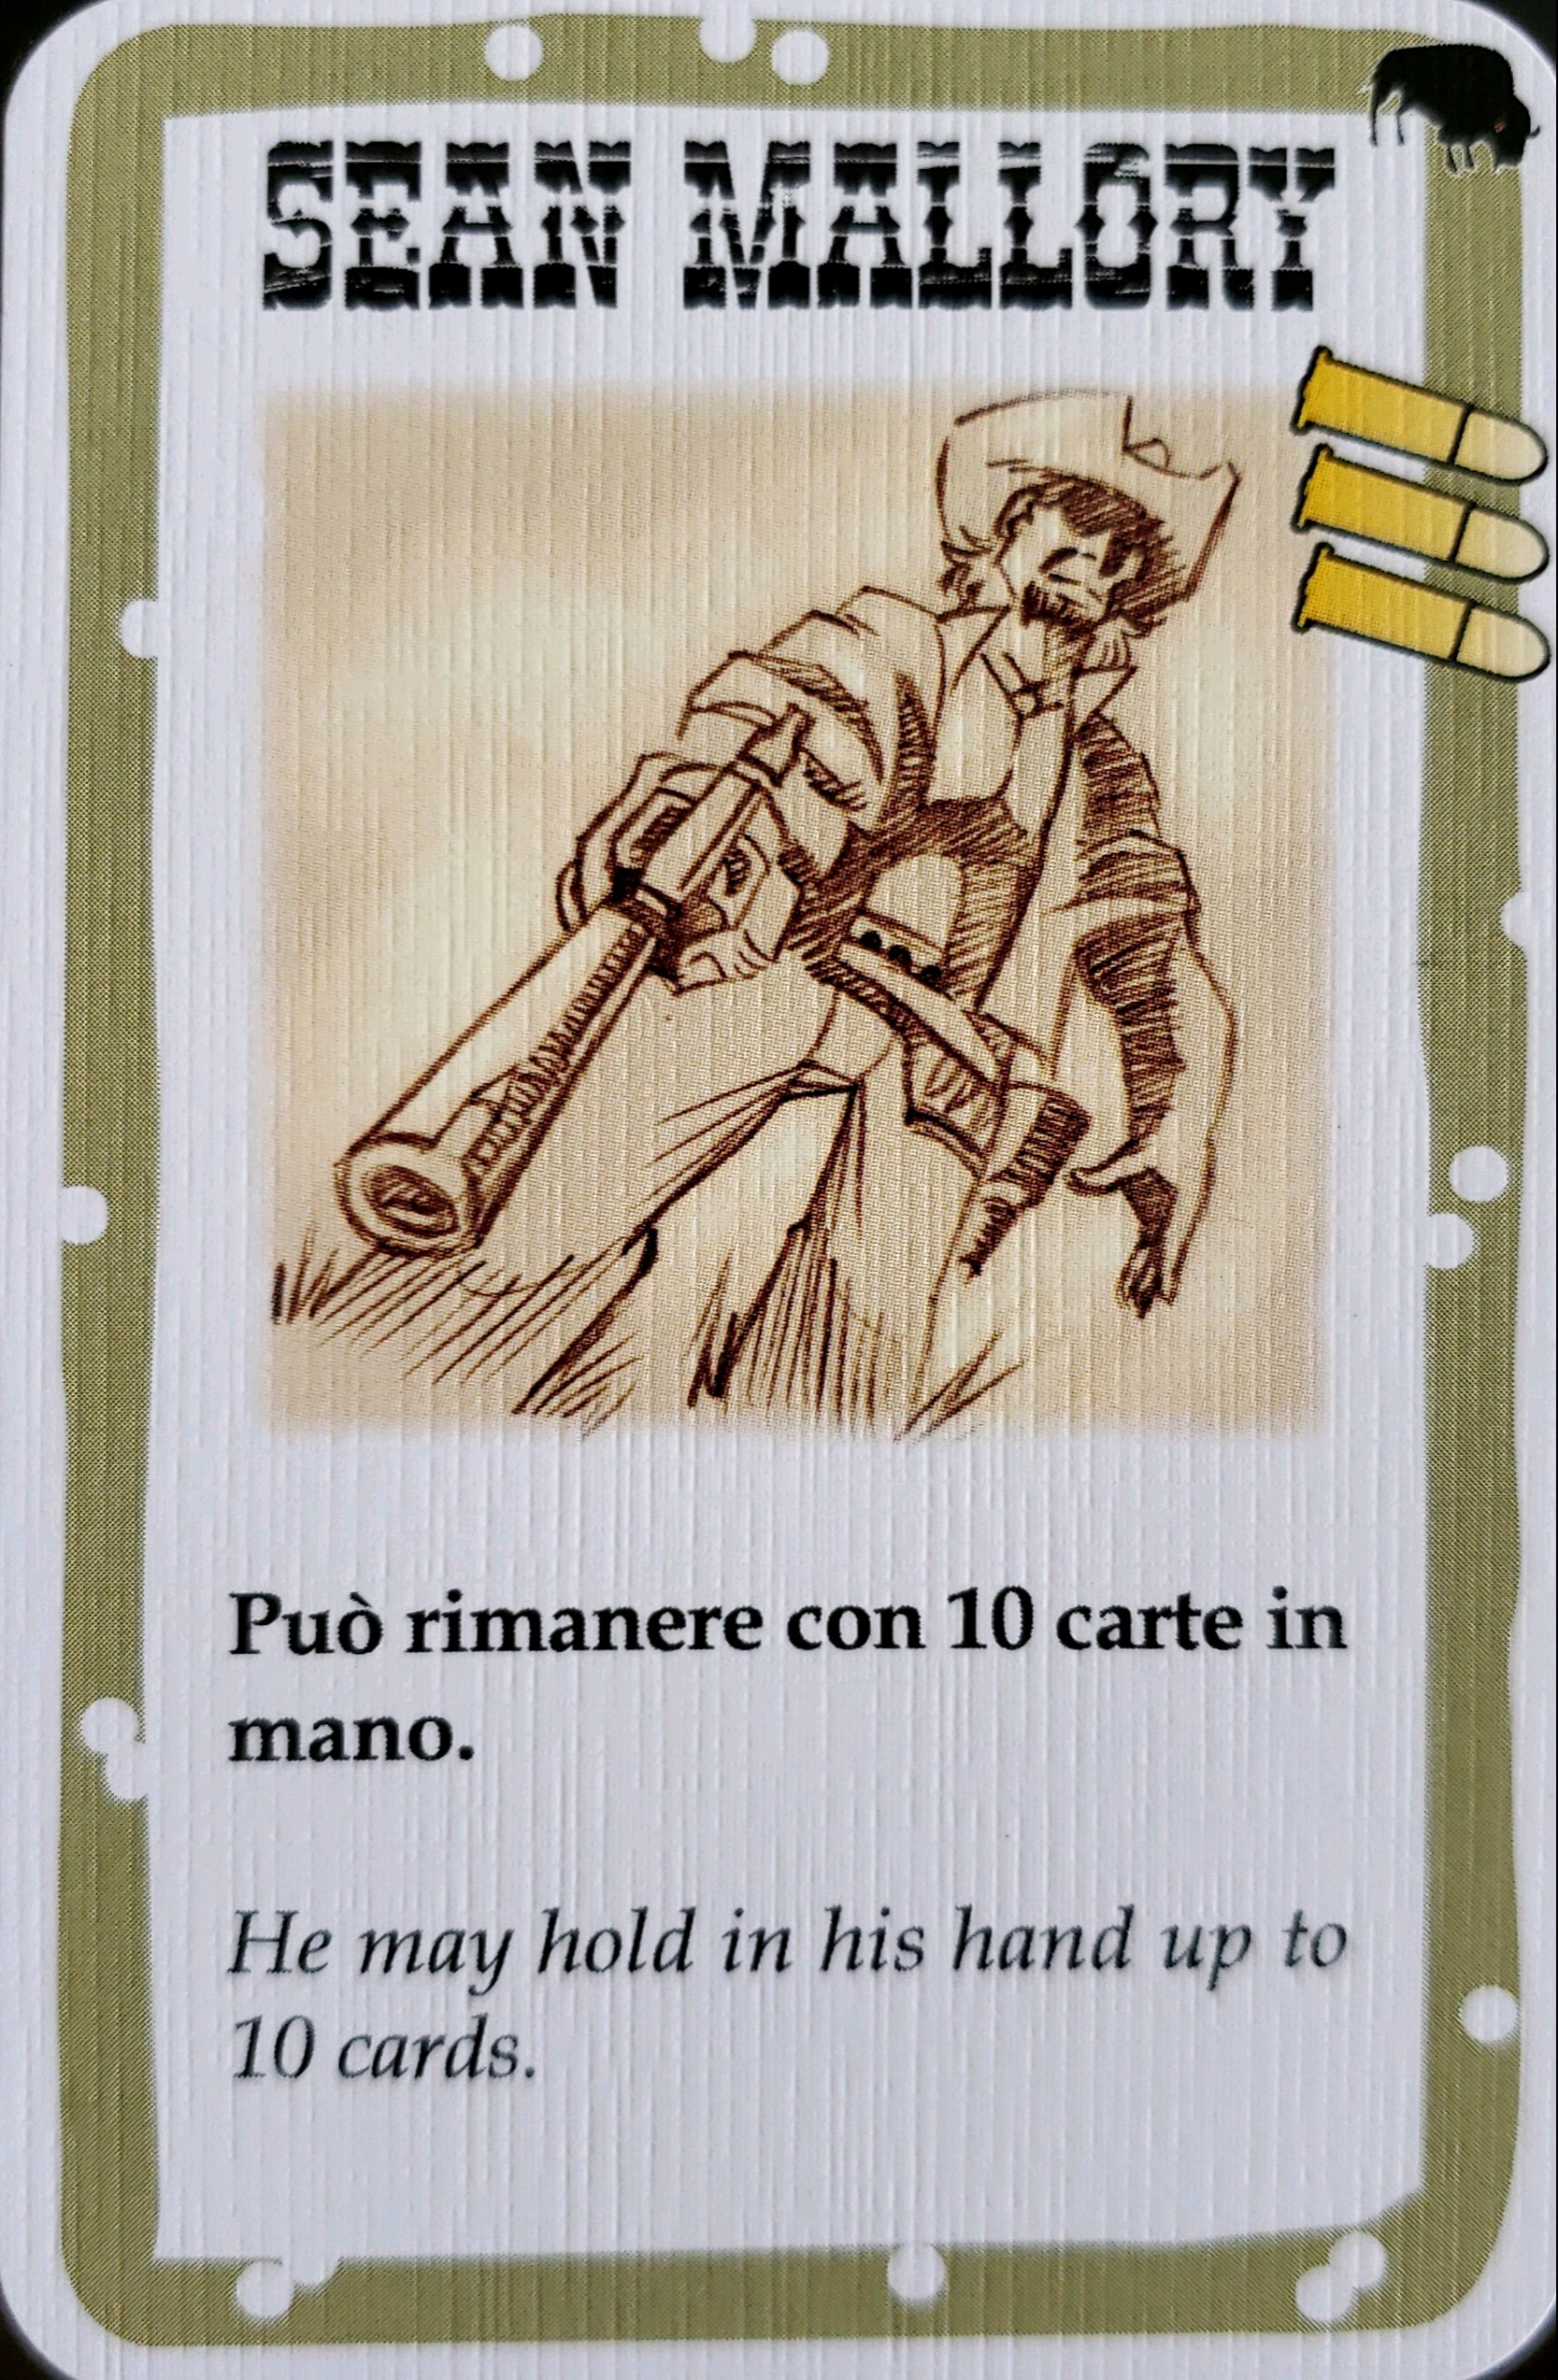 SEAN MALLORY
Può rimanere con 10 carte in
mano.
He may hold in his hand up to
10 cards.